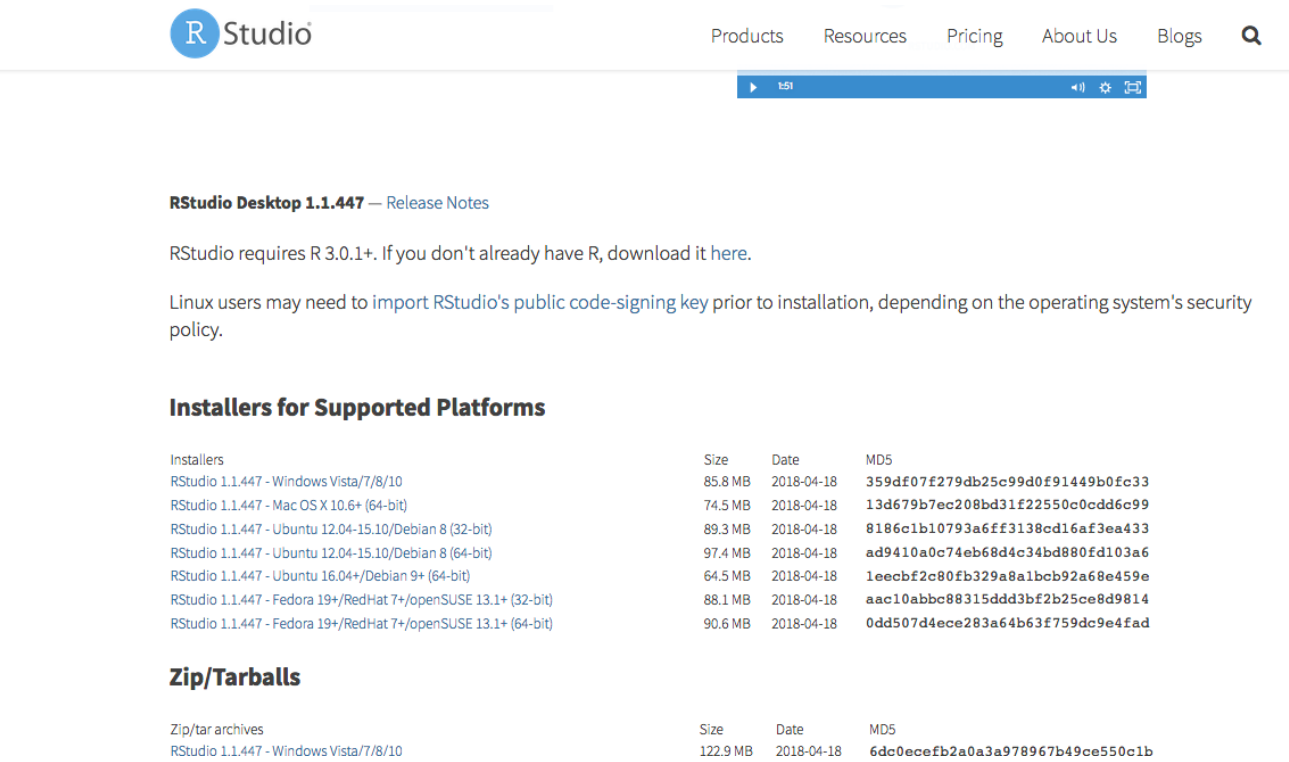 R Studio
Products Resources Pricing About Us Blogs
1:51
RStudio Desktop 1.1.447 — Release Notes
RStudio requires R 3.0.1+. If you don't already have R, download it here.
Linux users may need to import RStudio's public code-signing key prior to installation, depending on the operating system's security
policy.
Installers for Supported Platforms
Installers Size Date MD5
RStudio 1.1.447 - Windows Vista/7/8/10 85.8 MB 2018-04-18 359df07f279db25c99d0f91449b0fc33
RStudio 1.1.447 - Mac OS X 10.6+ (64-bit) 74.5 MB 2018-04-18 13d679b7ec208bd31f22550c0cdd6c99
RStudio 1.1.447 - Ubuntu 12.04-15.10/Debian 8 (32-bit) 89.3 MB 2018-04-18 8186c1b10793a6ff3138cd16af3ea433
RStudio 1.1.447 - Ubuntu 12.04-15.10/Debian 8 (64-bit) 97.4 MB 2018-04-18 ad9410a0c74eb68d4c34bd880fd103a6
RStudio 1.1.447 - Ubuntu 16.04+/Debian 9+ (64-bit) 64.5 MB 2018-04-18 1eecbf2c80fb329a8a1bcb92a68e459e
RStudio 1.1.447 - Fedora 19+/RedHat 7+/openSUSE 13.1+ (32-bit) 88.1 MB 2018-04-18 aac10abbc88315ddd3bf2b25ce8d9814
RStudio 1.1.447 - Fedora 19+/RedHat 7+/openSUSE 13.1+ (64-bit) 90.6 MB 2018-04-18 0dd507d4ece283a64b63f759dc9e4fad
Zip/Tarballs
Zip/tar archives Size Date MD5
RStudio 1.1.447 - Windows Vista/7/8/10 122.9 MB 2018-04-18 6dc0ecefb2a0a3a978967b49ce550c1b